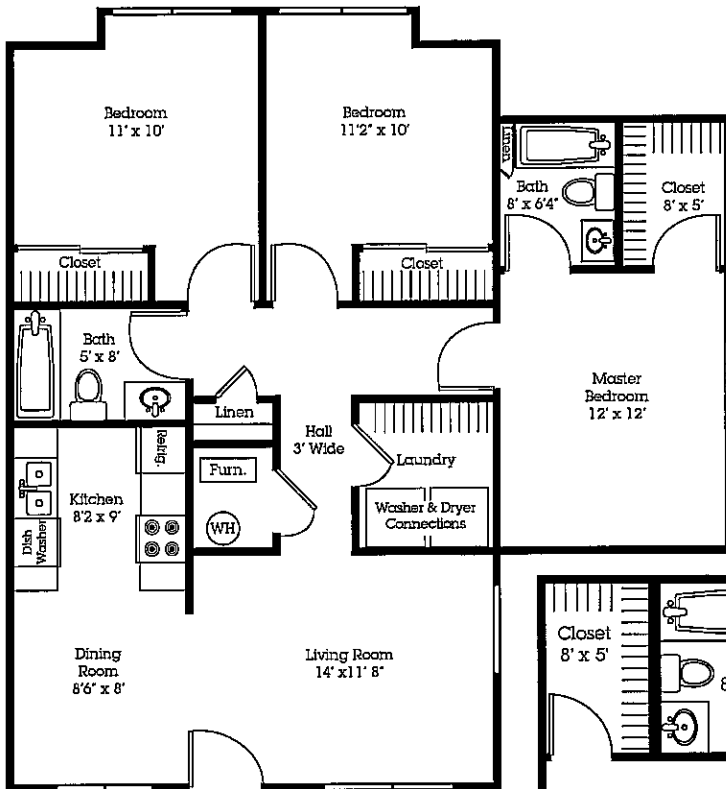 Bedroom
11' x 10'
Bedroom
11'2" x 10'
Linen
Bath
8' x 6'4"
Closet
8' x 5'
Closet
Closet
Bath
5' x 8'
Master
Bedroom
12' x 12'
Linen
Hall
3' Wide
Refrig.
Furn.
Laundry
Kitchen
8'2 x 9'
Washer & Dryer
Connections
WH
Dish
Washer
Dining
Room
8'6" x 8'
Living Room
14' x11' 8"
Closet
8' x 5'